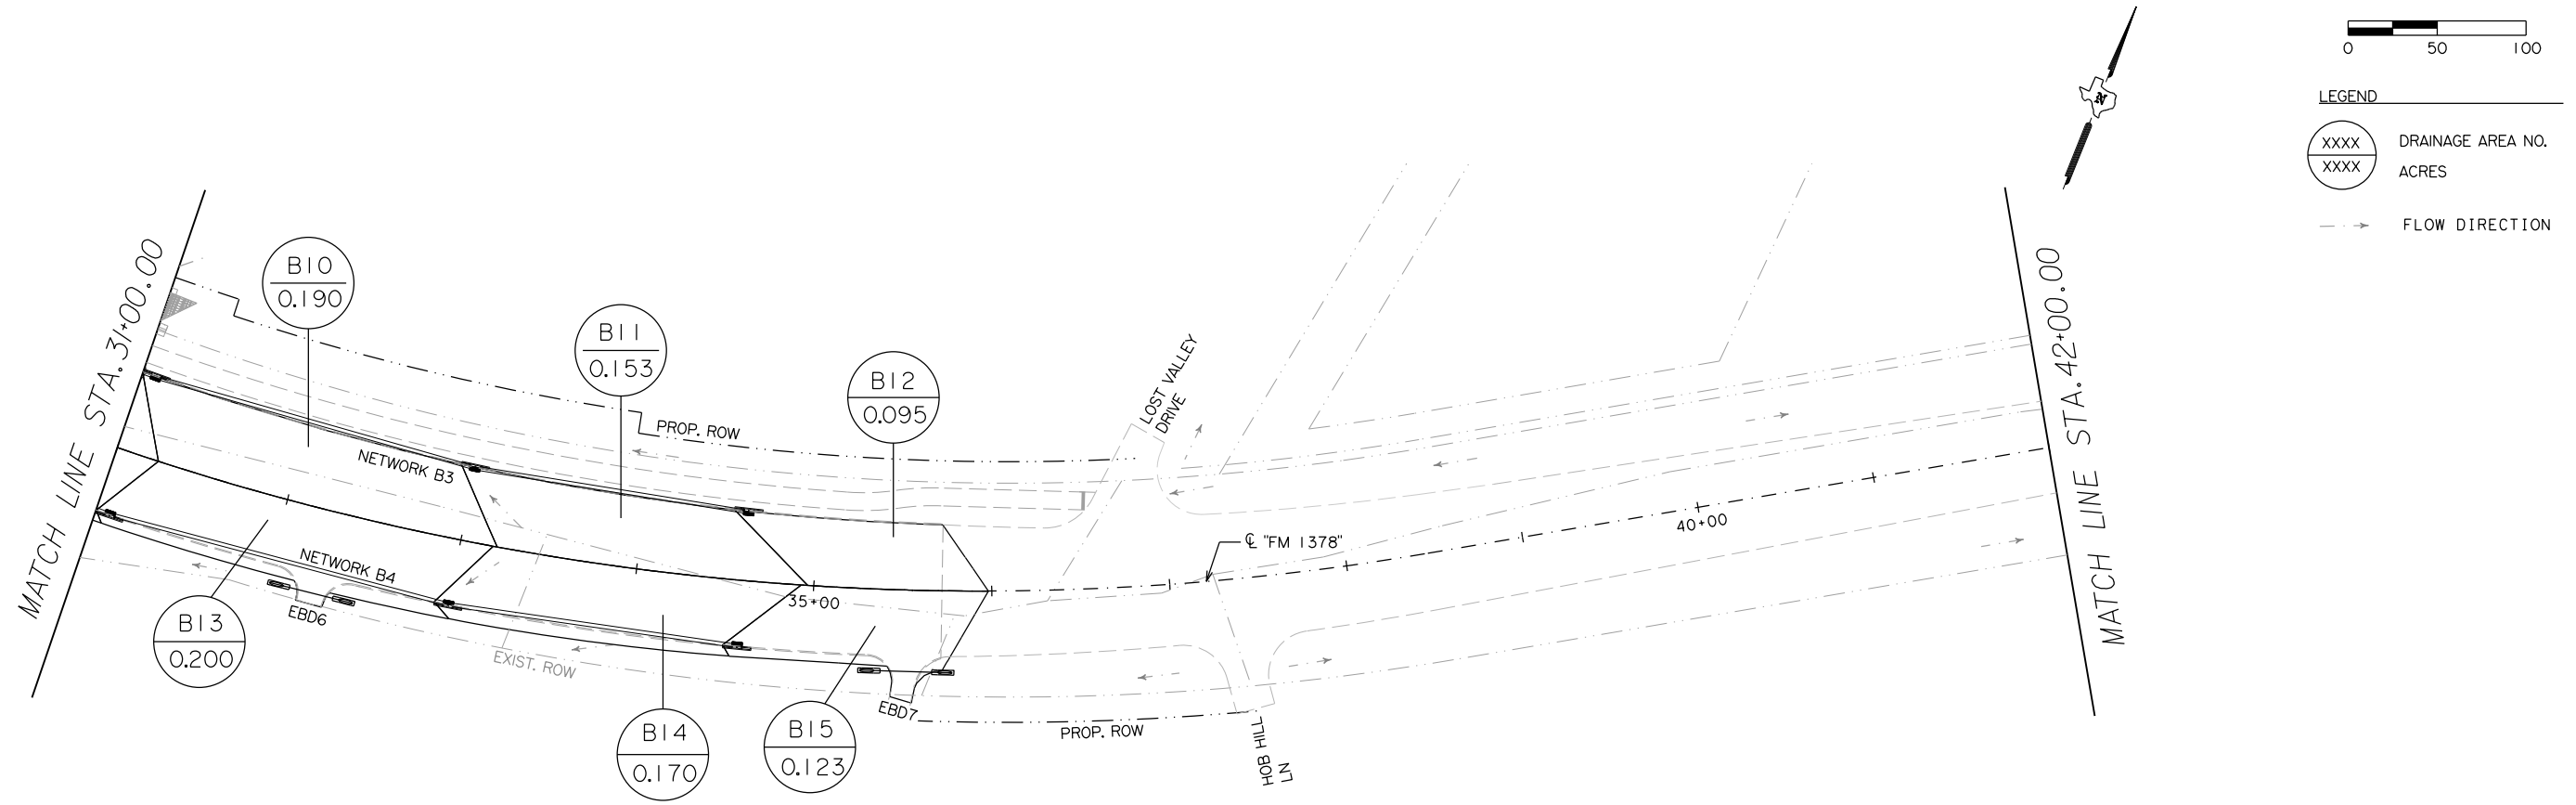 0 50 100
LEGEND
XXXX
XXXX
DRAINAGE AREA NO.
ACRES
FLOW DIRECTION
N
MATCH LINE STA.31+00.00
B10
0.190
B11
0.153
B12
0.095
PROP. ROW
NETWORK B3
LOST VALLEY
DRIVE
℄ "FM 1378"
40+00
35+00
NETWORK B4
EBD6
B13
0.200
EXIST. ROW
B14
0.170
B15
0.123
EBD7
PROP. ROW
HOB HILL
LN
MATCH LINE STA.42+00.00